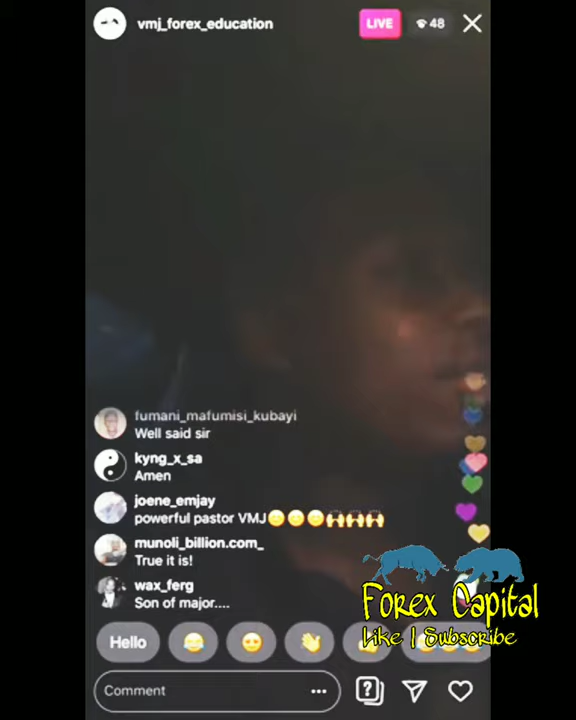 vmj_forex_education
LIVE
48
fumani_mafumisi_kubayi
Well said sir
kyng_x_sa
Amen
joene_emjay
powerful pastor VMJ😊😊😊🙌🙌🙌
munoli_billion.com_
True it is!
wax_ferg
Son of major....
Forex Capital
Like | Subscribe
Hello
Comment